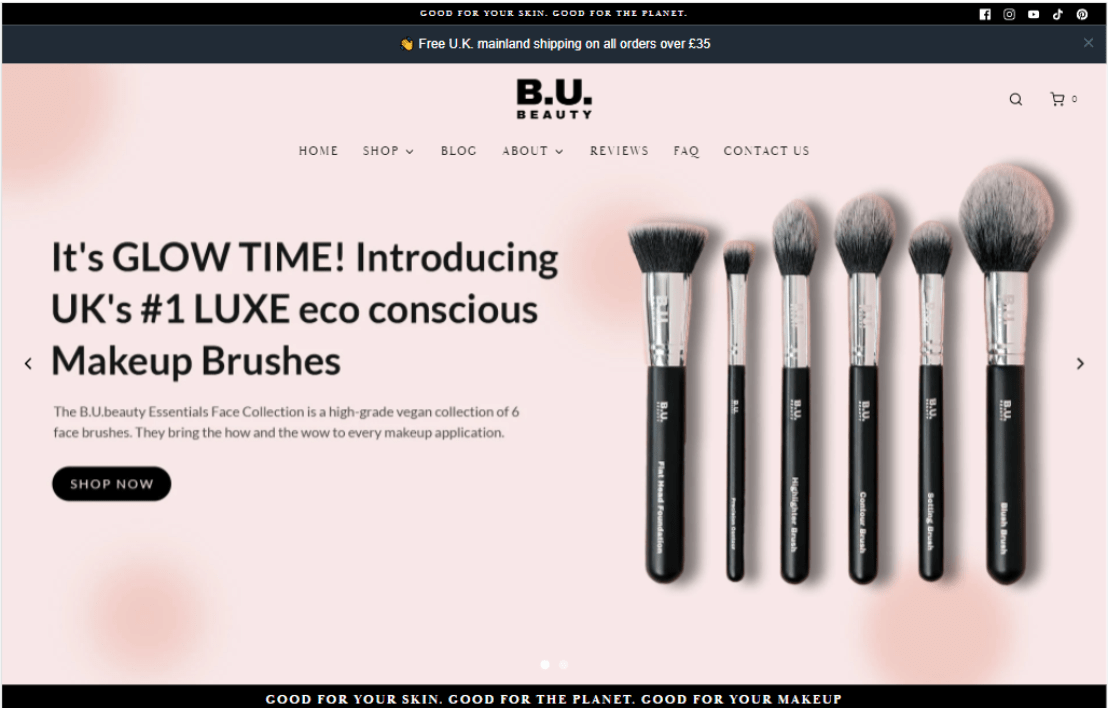 GOOD FOR YOUR SKIN. GOOD FOR THE PLANET.
Free U.K. mainland shipping on all orders over £35
B.U.
BEAUTY
0
HOME SHOP BLOG ABOUT REVIEWS FAQ CONTACT US
It's GLOW TIME! Introducing
UK's #1 LUXE eco conscious
Makeup Brushes
The B.U.beauty Essentials Face Collection is a high-grade vegan collection of 6
face brushes. They bring the how and the wow to every makeup application.
SHOP NOW
B.U.
B.U. BEAUTY
Flat Head Foundation
B.U.
Precision Contour
B.U. BEAUTY
Highlighter Brush
B.U. BEAUTY
Contour Brush
B.U. BEAUTY
Setting Brush
B.U.
B.U. BEAUTY
Blush Brush
GOOD FOR YOUR SKIN. GOOD FOR THE PLANET. GOOD FOR YOUR MAKEUP